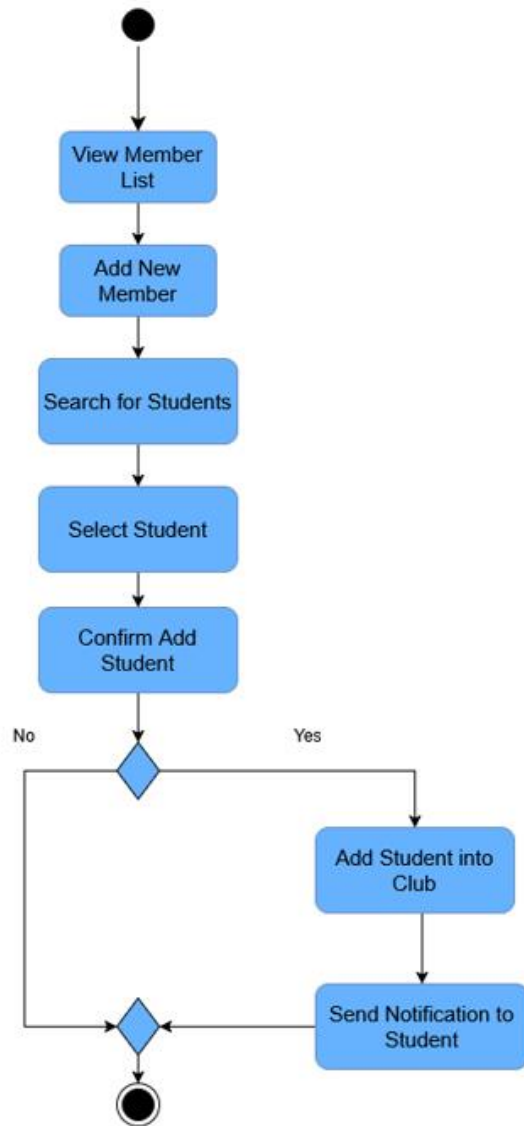 View Member
List
Add New
Member
Search for Students
Select Student
Confirm Add
Student
No
Yes
Add Student into
Club
Send Notification to
Student